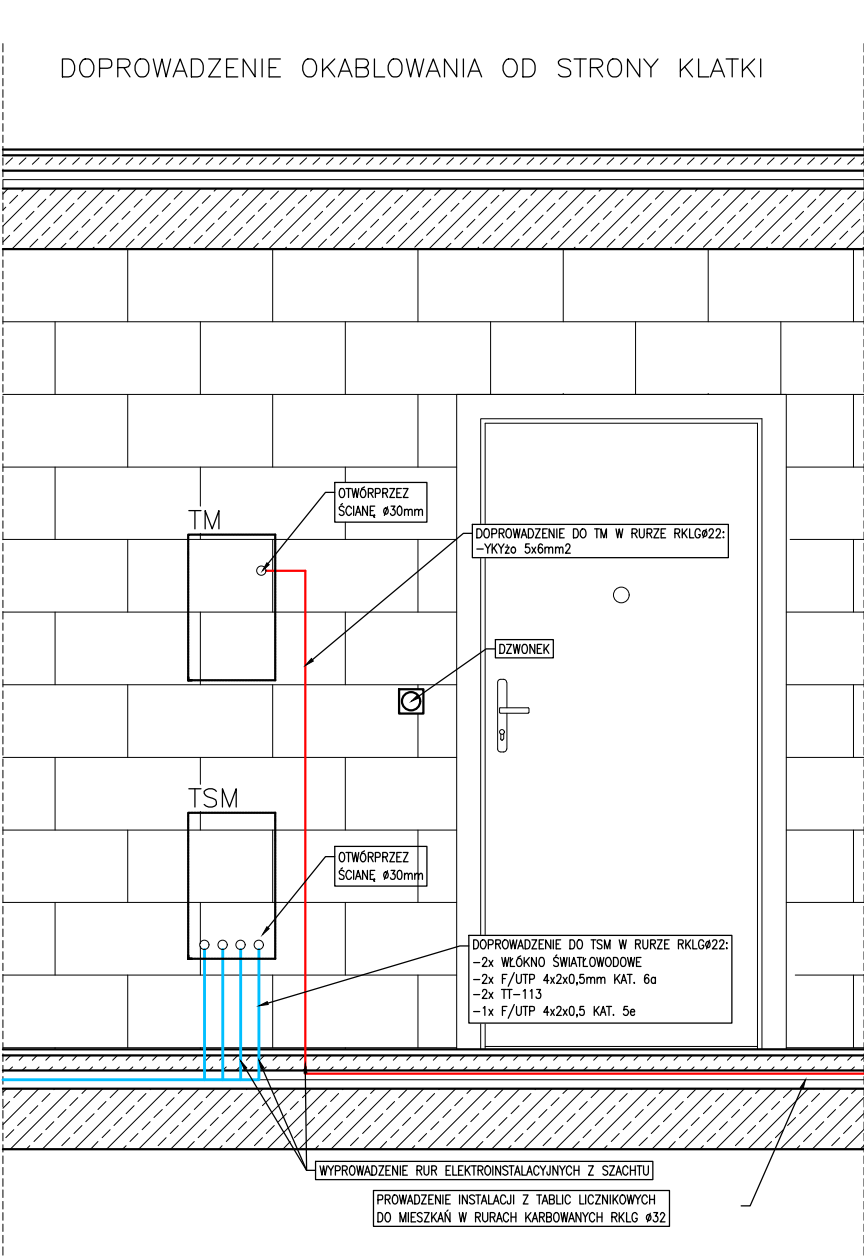 DOPROWADZENIE OKABLOWANIA OD STRONY KLATKI
OTWÓRPRZEZ
ŚCIANĘ ø30mm
TM
DOPROWADZENIE DO TM W RURZE RKLGø22:
-YKYżo 5x6mm2
DZWONEK
TSM
OTWÓRPRZEZ
ŚCIANĘ ø30mm
DOPROWADZENIE DO TSM W RURZE RKLGø22:
-2x WŁÓKNO ŚWIATŁOWODOWE
-2x F/UTP 4x2x0,5mm KAT. 6a
-2x TT-113
-1x F/UTP 4x2x0,5 KAT. 5e
WYPROWADZENIE RUR ELEKTROINSTALACYJNYCH Z SZACHTU
PROWADZENIE INSTALACJI Z TABLIC LICZNIKOWYCH
DO MIESZKAŃ W RURACH KARBOWANYCH RKLG ø32